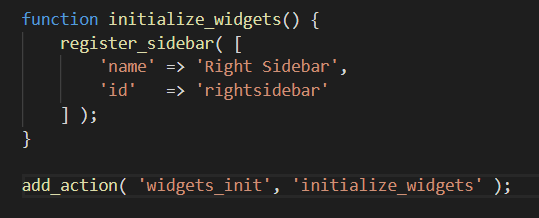 function initialize_widgets() {
    register_sidebar( [
        'name' => 'Right Sidebar',
        'id'   => 'rightsidebar'
    ] );
}

add_action( 'widgets_init', 'initialize_widgets' );